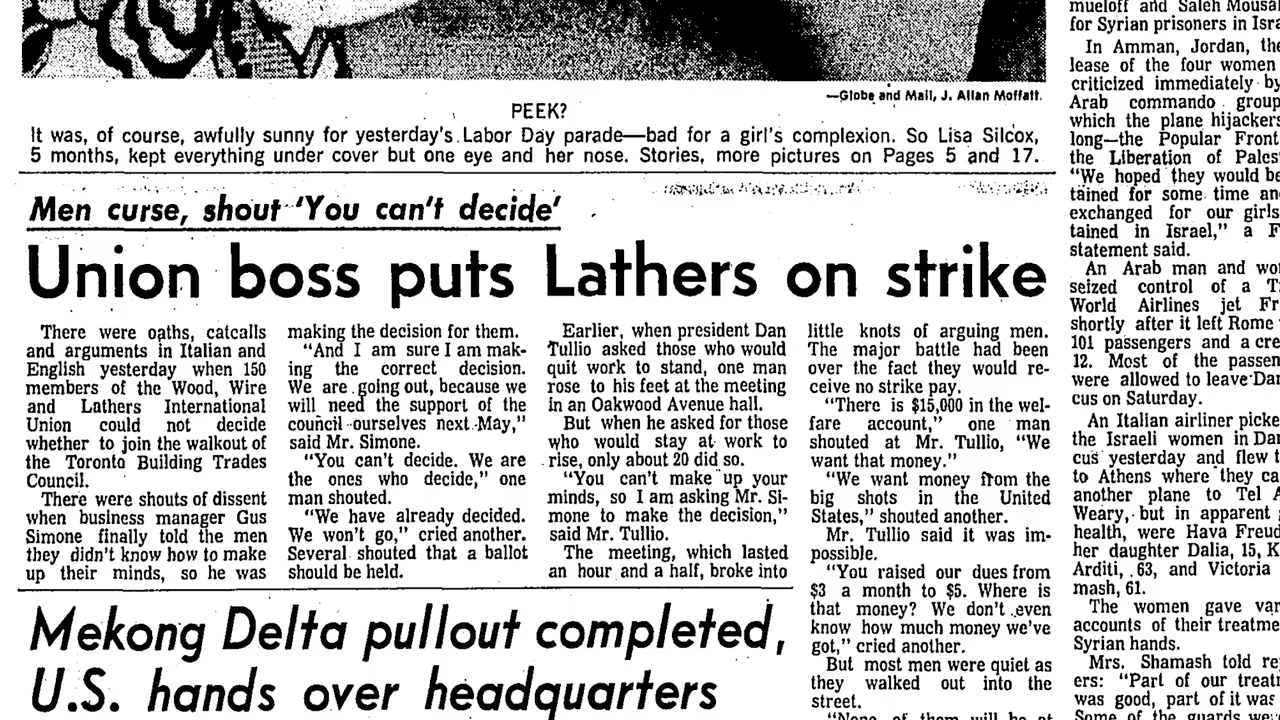 —Globe and Mail, J. Allan Moffatt.
PEEK?
It was, of course, awfully sunny for yesterday's Labor Day parade—bad for a girl's complexion. So Lisa Silcox,
5 months, kept everything under cover but one eye and her nose. Stories, more pictures on Pages 5 and 17.
Men curse, shout 'You can't decide'
Union boss puts Lathers on strike
There were oaths, catcalls
and arguments in Italian and
English yesterday when 150
members of the Wood, Wire
and Lathers International
Union could not decide
whether to join the walkout of
the Toronto Building Trades
Council.
There were shouts of dissent
when business manager Gus
Simone finally told the men
they didn't know how to make
up their minds, so he was
making the decision for them.
"And I am sure I am mak-
ing the correct decision.
We are going out, because we
will need the support of the
council ourselves next May,"
said Mr. Simone.
"You can't decide. We are
the ones who decide," one
man shouted.
"We have already decided.
We won't go," cried another.
Several shouted that a ballot
should be held.
Earlier, when president Dan
Tullio asked those who would
quit work to stand, one man
rose to his feet at the meeting
in an Oakwood Avenue hall.
But when he asked for those
who would stay at work to
rise, only about 20 did so.
"You can't make up your
minds, so I am asking Mr. Si-
mone to make the decision,"
said Mr. Tullio.
The meeting, which lasted
an hour and a half, broke into
little knots of arguing men.
The major battle had been
over the fact they would re-
ceive no strike pay.
"There is $15,000 in the wel-
fare account," one man
shouted at Mr. Tullio, "We
want that money."
"We want money from the
big shots in the United
States," shouted another.
Mr. Tullio said it was im-
possible.
"You raised our dues from
$3 a month to $5. Where is
that money? We don't even
know how much money we've
got," cried another.
But most men were quiet as
they walked out into the
street.
"None of them will be at
Mekong Delta pullout completed,
U.S. hands over headquarters
mueloff and Saleh Mousa
for Syrian prisoners in Isra
In Amman, Jordan, the
lease of the four women
criticized immediately by
Arab commando group
which the plane hijackers
long—the Popular Front
the Liberation of Pales
"We hoped they would be
tained for some time an
exchanged for our girls
tained in Israel," a F
statement said.
An Arab man and wo
seized control of a T
World Airlines jet Fr
shortly after it left Rome
101 passengers and a cre
12. Most of the passen
were allowed to leave Da
cus on Saturday.
An Italian airliner picke
the Israeli women in Da
cus yesterday and flew t
to Athens where they ca
another plane to Tel A
Weary, but in apparent
health, were Hava Freud
her daughter Dalia, 15, K
Arditi, 63, and Victoria
mash, 61.
The women gave var
accounts of their treatme
Syrian hands.
Mrs. Shamash told re
ers: "Part of our treat
was good, part of it was
Some of the guards we